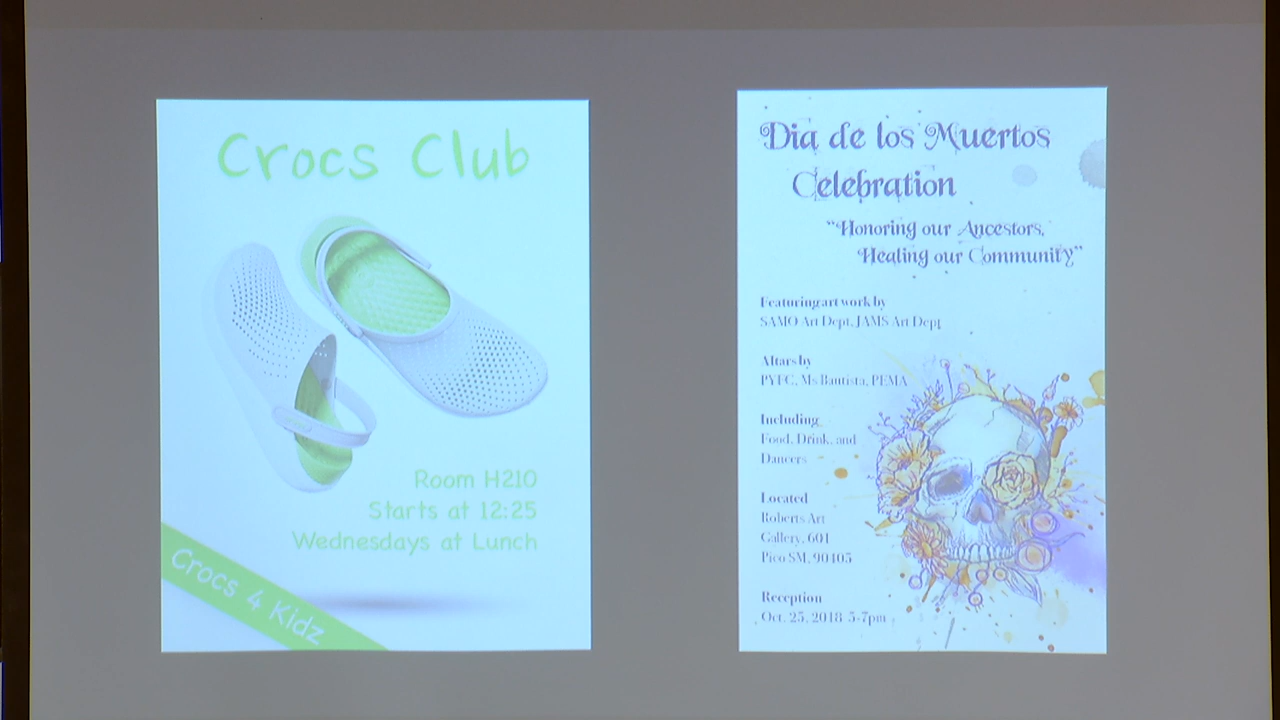 Crocs Club
Room H210
Starts at 12:25
Wednesdays at Lunch
Crocs 4 Kidz
Dia de los Muertos
Celebration
"Honoring our Ancestors,
Healing our Community"
Featuring art work by
SAMO Art Dept, JAMS Art Dept
Altars by
PYFC, Ms Bautista, PEMA
Including
Food, Drink, and
Dancers
Located
Roberts Art
Gallery, 601
Pico SM, 90405
Reception
Oct. 25, 2018 5-7pm